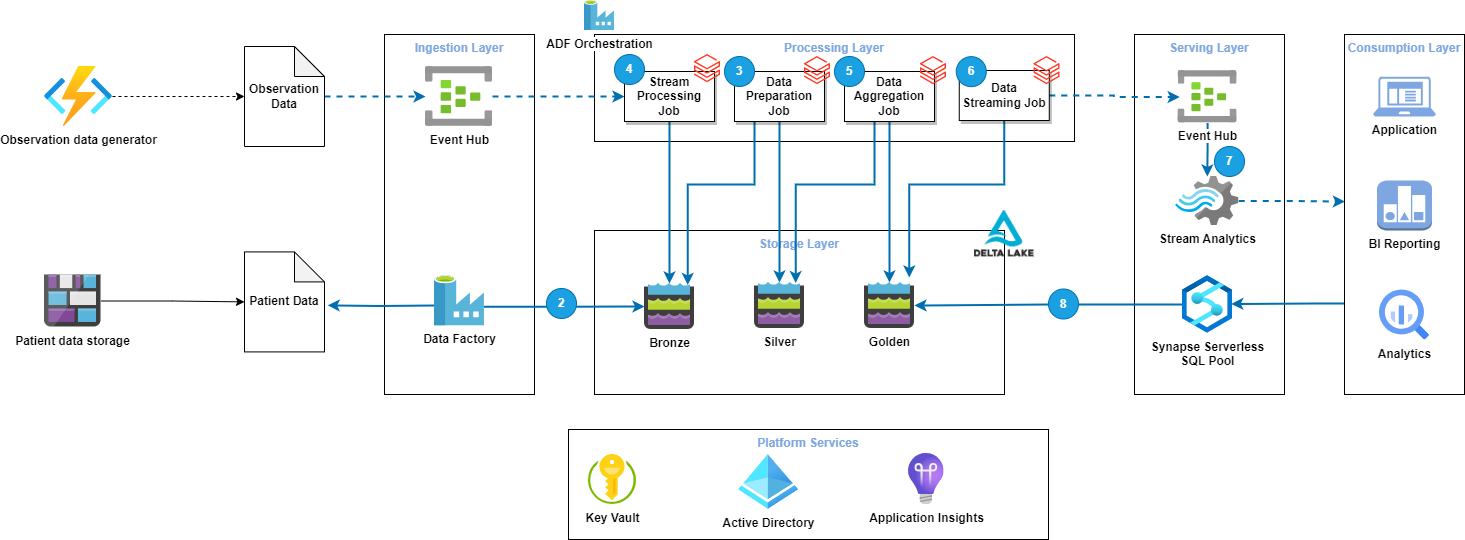 ADF Orchestration
Ingestion Layer
Processing Layer
Serving Layer
Consumption Layer
4
Stream
Processing
Job
3
Data
Preparation
Job
5
Data
Aggregation
Job
6
Data
Streaming Job
Observation
Data
Observation data generator
Event Hub
Event Hub
Application
7
Stream Analytics
BI Reporting
Storage Layer
DELTA LAKE
Patient Data
Patient data storage
Data Factory
2
Bronze
Silver
Golden
8
Synapse Serverless
SQL Pool
Analytics
Platform Services
Key Vault
Active Directory
Application Insights